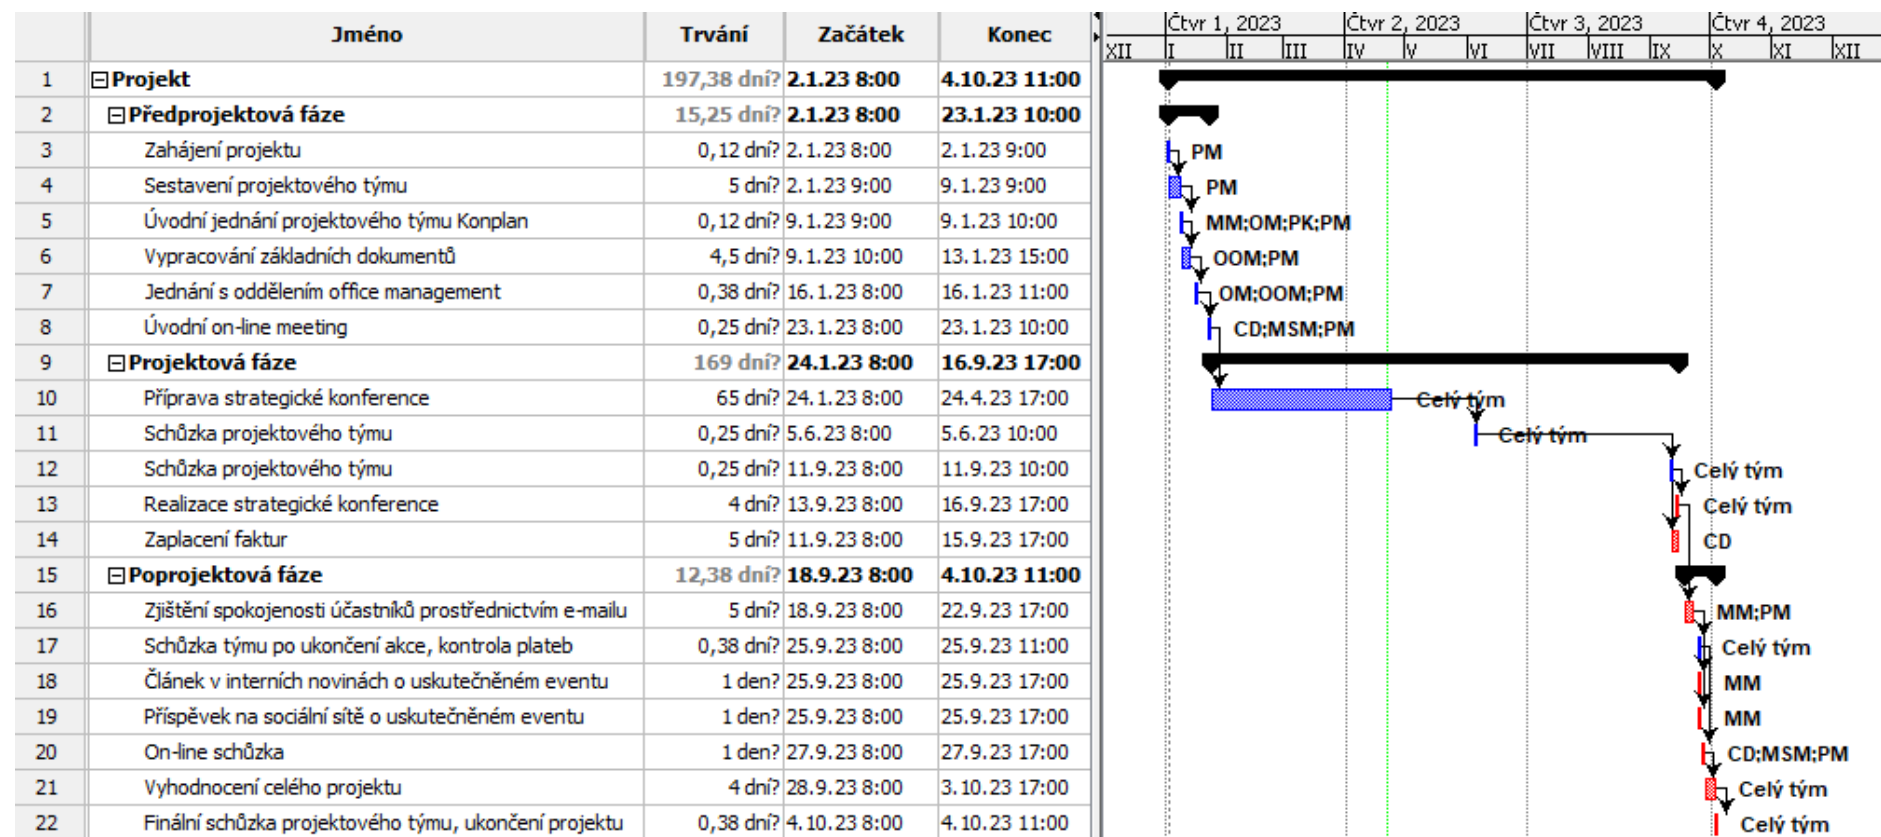 Jméno Trvání Začátek Konec Čtvr 1, 2023 Čtvr 2, 2023 Čtvr 3, 2023 Čtvr 4, 2023
XII I II III IV V VI VII VIII IX X XI XII
1 Projekt 197,38 dní? 2.1.23 8:00 4.10.23 11:00
2 Předprojektová fáze 15,25 dní? 2.1.23 8:00 23.1.23 10:00
3 Zahájení projektu 0,12 dní? 2.1.23 8:00 2.1.23 9:00 PM
4 Sestavení projektového týmu 5 dní? 2.1.23 9:00 9.1.23 9:00 PM
5 Úvodní jednání projektového týmu Konplan 0,12 dní? 9.1.23 9:00 9.1.23 10:00 MM;OM;PK;PM
6 Vypracování základních dokumentů 4,5 dní? 9.1.23 10:00 13.1.23 15:00 OOM;PM
7 Jednání s oddělením office management 0,38 dní? 16.1.23 8:00 16.1.23 11:00 OM;OOM;PM
8 Úvodní on-line meeting 0,25 dní? 23.1.23 8:00 23.1.23 10:00 CD;MSM;PM
9 Projektová fáze 169 dní? 24.1.23 8:00 16.9.23 17:00
10 Příprava strategické konference 65 dní? 24.1.23 8:00 24.4.23 17:00 Celý tým
11 Schůzka projektového týmu 0,25 dní? 5.6.23 8:00 5.6.23 10:00 Celý tým
12 Schůzka projektového týmu 0,25 dní? 11.9.23 8:00 11.9.23 10:00 Celý tým
13 Realizace strategické konference 4 dní? 13.9.23 8:00 16.9.23 17:00 Celý tým
14 Zaplacení faktur 5 dní? 11.9.23 8:00 15.9.23 17:00 CD
15 Poprojektová fáze 12,38 dní? 18.9.23 8:00 4.10.23 11:00
16 Zjištění spokojenosti účastníků prostřednictvím e-mailu 5 dní? 18.9.23 8:00 22.9.23 17:00 MM;PM
17 Schůzka týmu po ukončení akce, kontrola plateb 0,38 dní? 25.9.23 8:00 25.9.23 11:00 Celý tým
18 Článek v interních novinách o uskutečněném eventu 1 den? 25.9.23 8:00 25.9.23 17:00 MM
19 Příspěvek na sociální sítě o uskutečněném eventu 1 den? 25.9.23 8:00 25.9.23 17:00 MM
20 On-line schůzka 1 den? 27.9.23 8:00 27.9.23 17:00 CD;MSM;PM
21 Vyhodnocení celého projektu 4 dní? 28.9.23 8:00 3.10.23 17:00 Celý tým
22 Finální schůzka projektového týmu, ukončení projektu 0,38 dní? 4.10.23 8:00 4.10.23 11:00 Celý tým